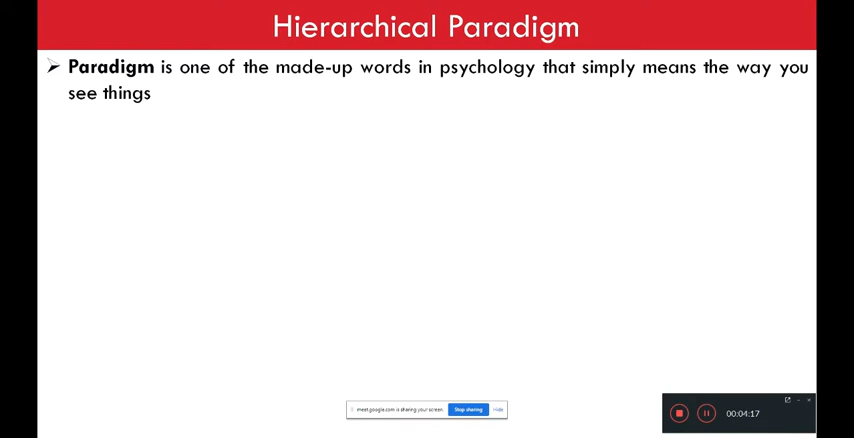 Hierarchical Paradigm
Paradigm is one of the made-up words in psychology that simply means the way you
see things
meet.google.com is sharing your screen.
Stop sharing
Hide
00:04:17